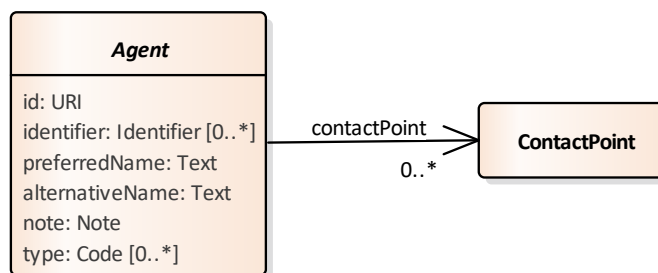 Agent
id: URI
identifier: Identifier [0..*]
preferredName: Text
alternativeName: Text
note: Note
type: Code [0..*]
contactPoint
0..*
ContactPoint